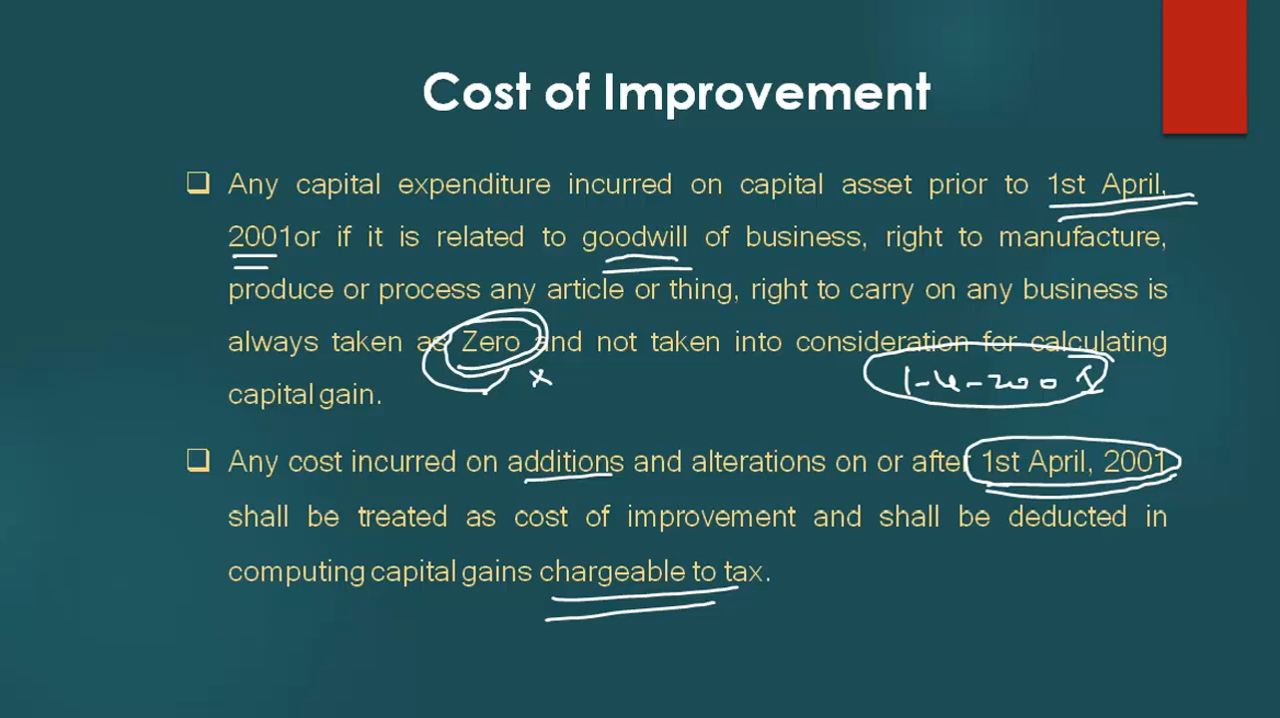 Cost of Improvement
Any capital expenditure incurred on capital asset prior to 1st April,
2001or if it is related to goodwill of business, right to manufacture,
produce or process any article or thing, right to carry on any business is
always taken as Zero and not taken into consideration for calculating
capital gain.
x
1-4-2001
Any cost incurred on additions and alterations on or after 1st April, 2001
shall be treated as cost of improvement and shall be deducted in
computing capital gains chargeable to tax.